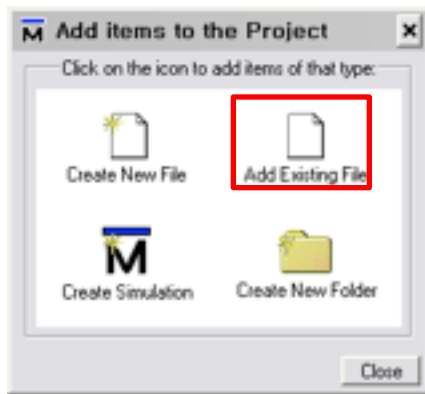 M Add items to the Project
Click on the icon to add items of that type:
Create New File
Add Existing File
M
Create Simulation
Create New Folder
Close